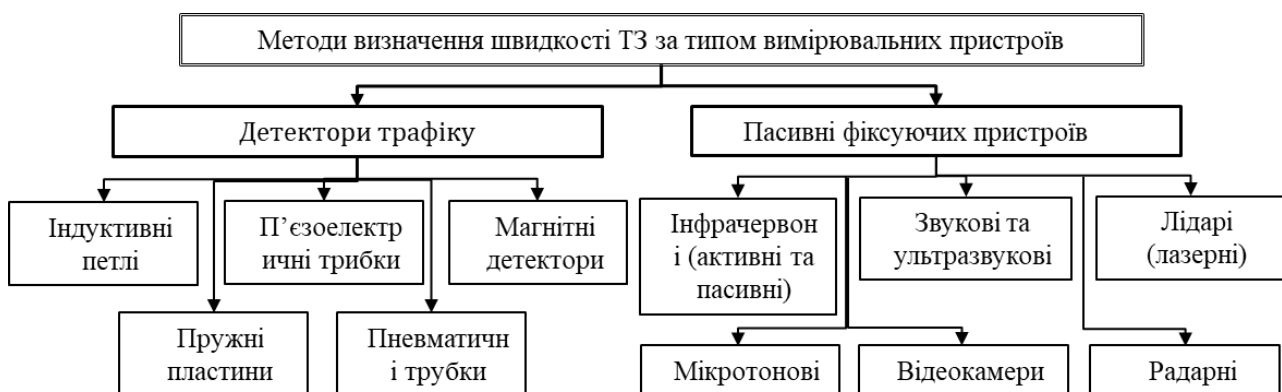 Методи визначення швидкості ТЗ за типом вимірювальних пристроїв
Детектори трафіку
Пасивні фіксуючих пристроїв
Індуктивні
петлі
П’єзоелектр
ичні трибки
Магнітні
детектори
Інфрачервон
і (активні та
пасивні)
Звукові та
ультразвукові
Лідарі
(лазерні)
Пружні
пластини
Пневматичн
і трубки
Мікротонові
Відеокамери
Радарні